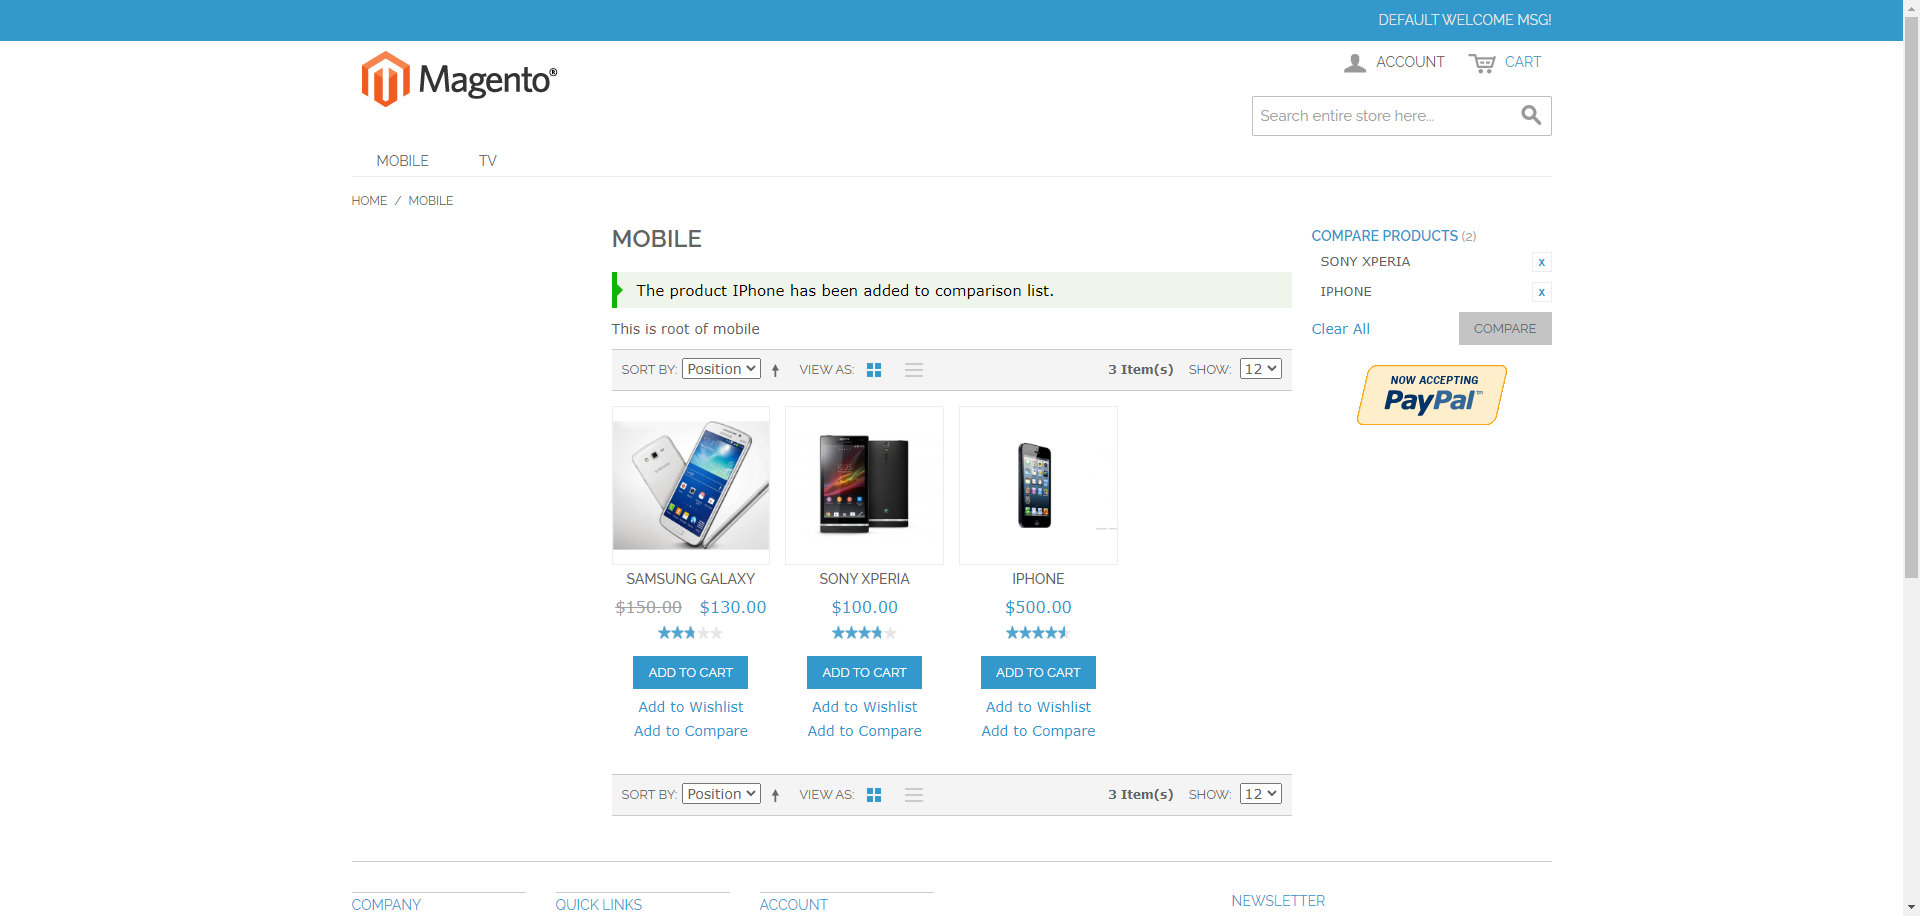 DEFAULT WELCOME MSG!
Magento®
ACCOUNT
CART
Search entire store here...
MOBILE
TV
HOME / MOBILE
MOBILE
The product IPhone has been added to comparison list.
This is root of mobile
SORT BY: Position
VIEW AS:
3 Item(s)
SHOW: 12
SAMSUNG GALAXY
$150.00 $130.00
ADD TO CART
Add to Wishlist
Add to Compare
SONY XPERIA
$100.00
ADD TO CART
Add to Wishlist
Add to Compare
IPHONE
$500.00
ADD TO CART
Add to Wishlist
Add to Compare
SORT BY: Position
VIEW AS:
3 Item(s)
SHOW: 12
COMPARE PRODUCTS (2)
SONY XPERIA x
IPHONE x
Clear All
COMPARE
NOW ACCEPTING
PayPal™
COMPANY
QUICK LINKS
ACCOUNT
NEWSLETTER